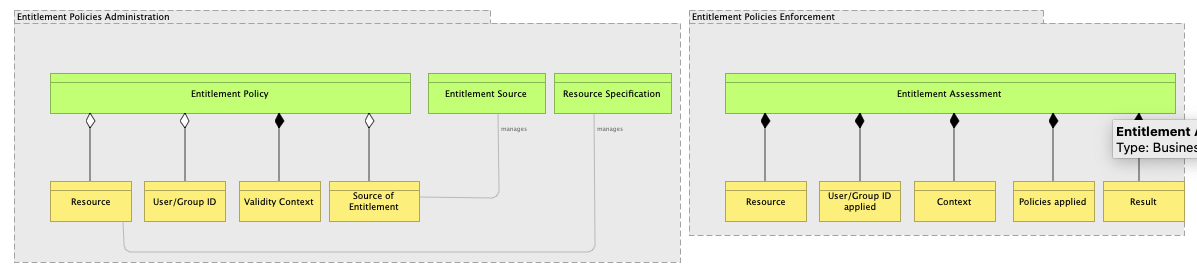 Entitlement Policies Administration
Entitlement Policy
Entitlement Source
Resource Specification
manages
manages
Resource
User/Group ID
Validity Context
Source of
Entitlement
Entitlement Policies Enforcement
Entitlement Assessment
Entitlement A
Type: Busines
Resource
User/Group ID
applied
Context
Policies applied
Result